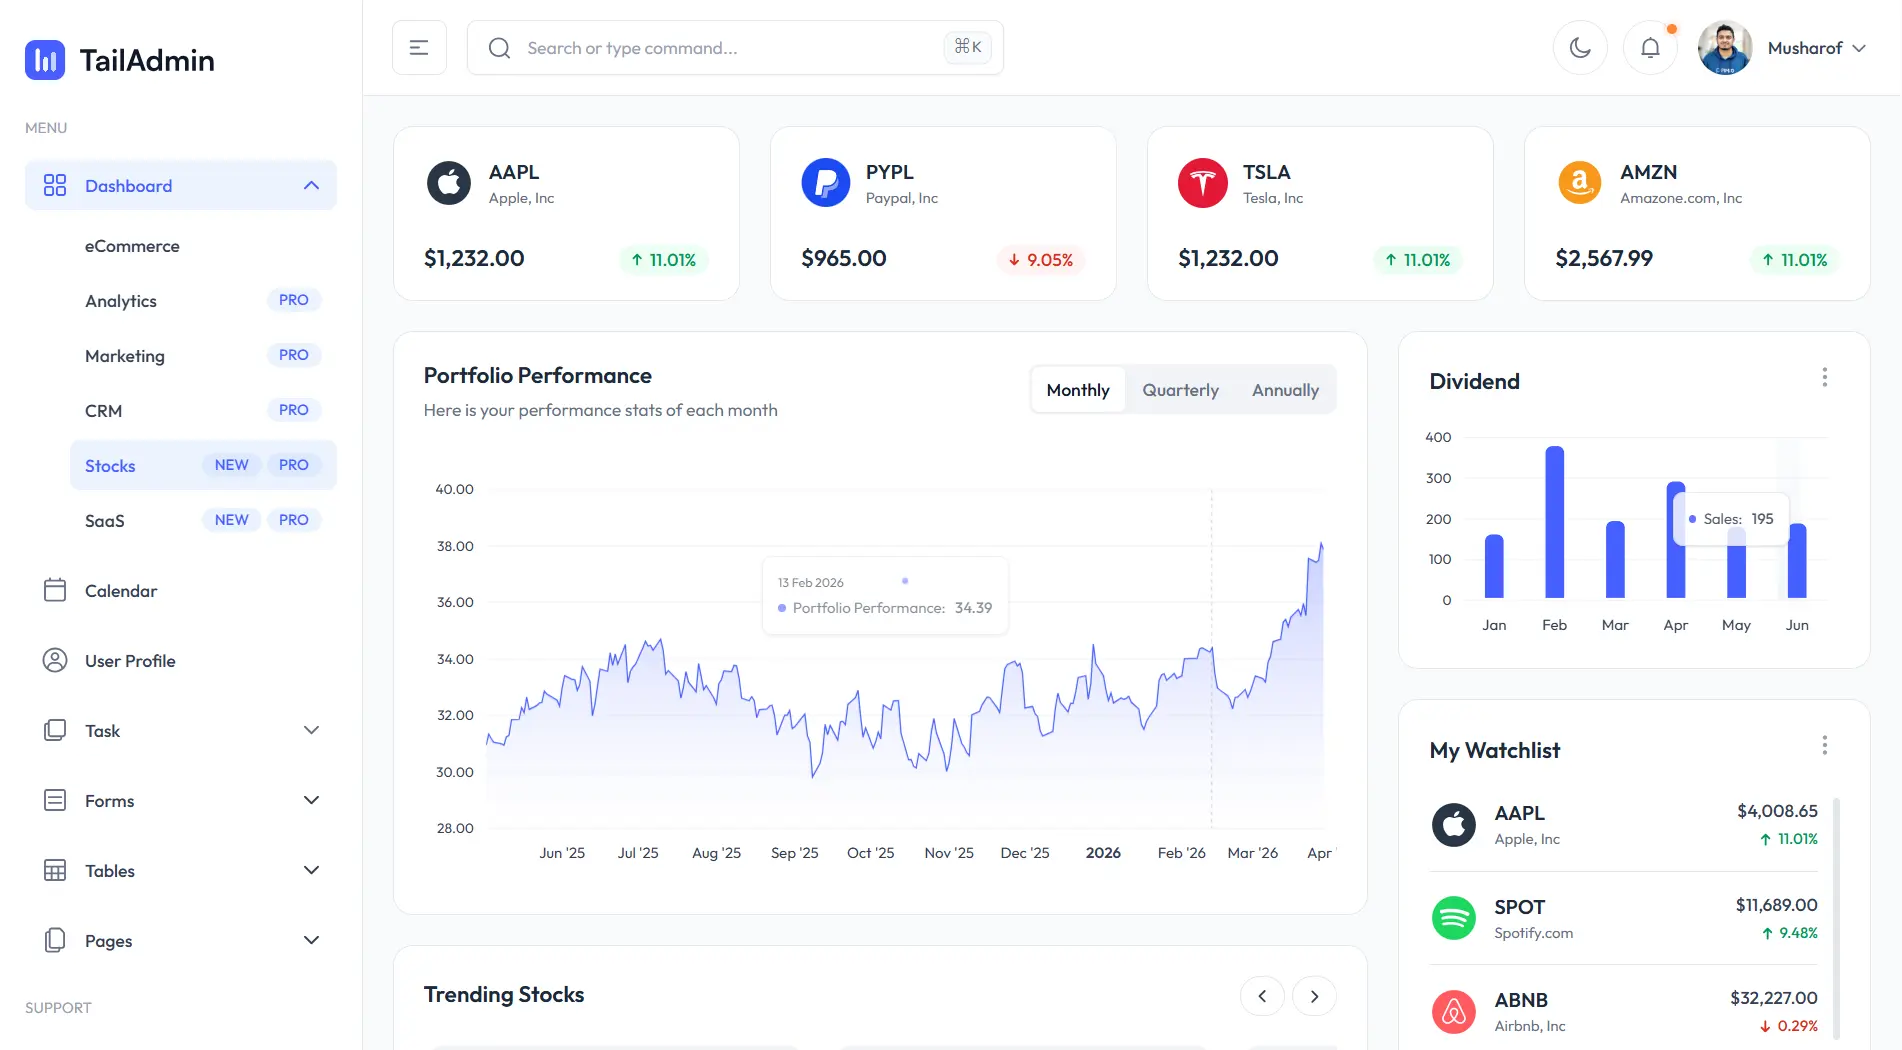 TailAdmin
MENU
Dashboard
eCommerce
Analytics PRO
Marketing PRO
CRM PRO
Stocks NEW PRO
SaaS NEW PRO
Calendar
User Profile
Task
Forms
Tables
Pages
SUPPORT
Search or type command... ⌘K
Musharof
AAPL
Apple, Inc
$1,232.00 ↑ 11.01%
PYPL
Paypal, Inc
$965.00 ↓ 9.05%
TSLA
Tesla, Inc
$1,232.00 ↑ 11.01%
AMZN
Amazone.com, Inc
$2,567.99 ↑ 11.01%
Portfolio Performance
Here is your performance stats of each month
Monthly Quarterly Annually
40.00
38.00
36.00
34.00
32.00
30.00
28.00
13 Feb 2026
Portfolio Performance: 34.39
Jun '25 Jul '25 Aug '25 Sep '25 Oct '25 Nov '25 Dec '25 2026 Feb '26 Mar '26 Apr '
Dividend
400
300
200
100
0
Sales: 195
Jan Feb Mar Apr May Jun
My Watchlist
AAPL $4,008.65
Apple, Inc ↑ 11.01%
SPOT $11,689.00
Spotify.com ↑ 9.48%
ABNB $32,227.00
Airbnb, Inc ↓ 0.29%
Trending Stocks